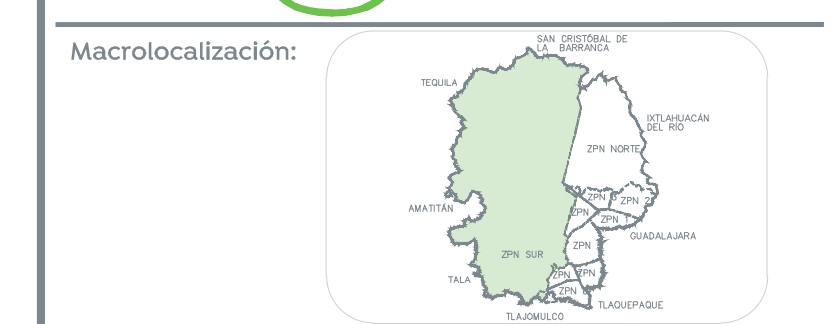 Macrolocalización:
SAN CRISTÓBAL DE
LA BARRANCA
TEQUILA
IXTLAHUACÁN
DEL RÍO
ZPN NORTE
ZPN
ZPN 2
AMATITÁN
ZPN
ZPN 1
GUADALAJARA
ZPN
ZPN SUR
ZPN
ZPN
TALA
ZPN
TLAQUEPAQUE
TLAJOMULCO